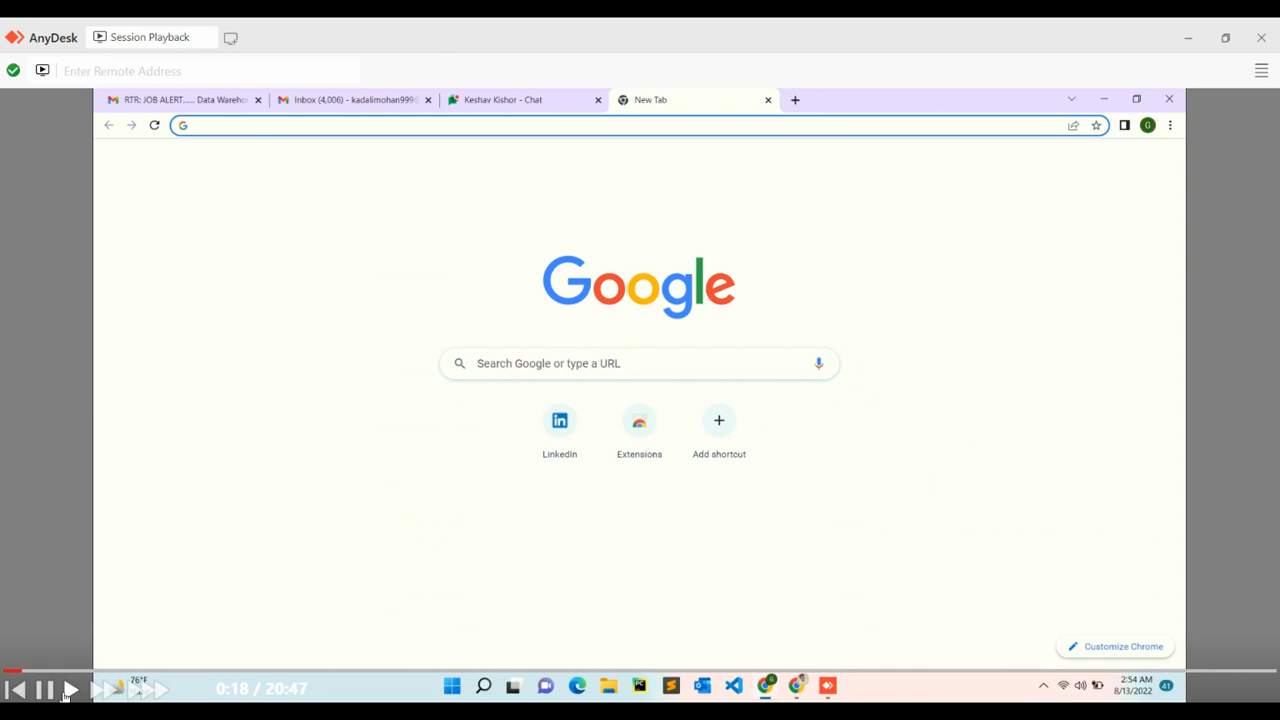 AnyDesk
Session Playback
Enter Remote Address
RTR: JOB ALERT...... Data Wareho
Inbox (4,006) - kadalimohan999@
Keshav Kishor - Chat
New Tab
G
Google
Search Google or type a URL
LinkedIn
Extensions
Add shortcut
Customize Chrome
76°F
0:18 / 20:47
2:54 AM
8/13/2022
41